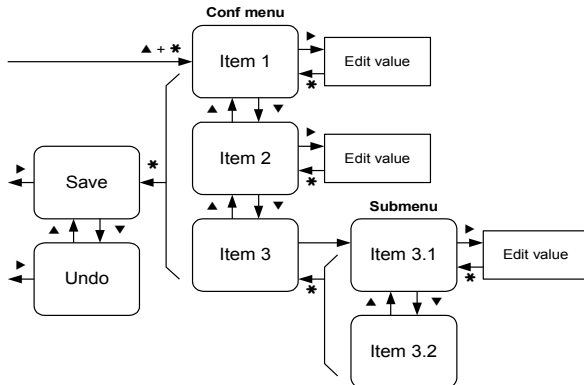 Conf menu
▲ + *
Item 1
►
*
Edit value
▲
▼
Item 2
►
*
Edit value
*
►
Save
▲
▼
Submenu
Item 3
*
Item 3.1
►
*
Edit value
▲
▼
►
Undo
▲
▼
Item 3.2